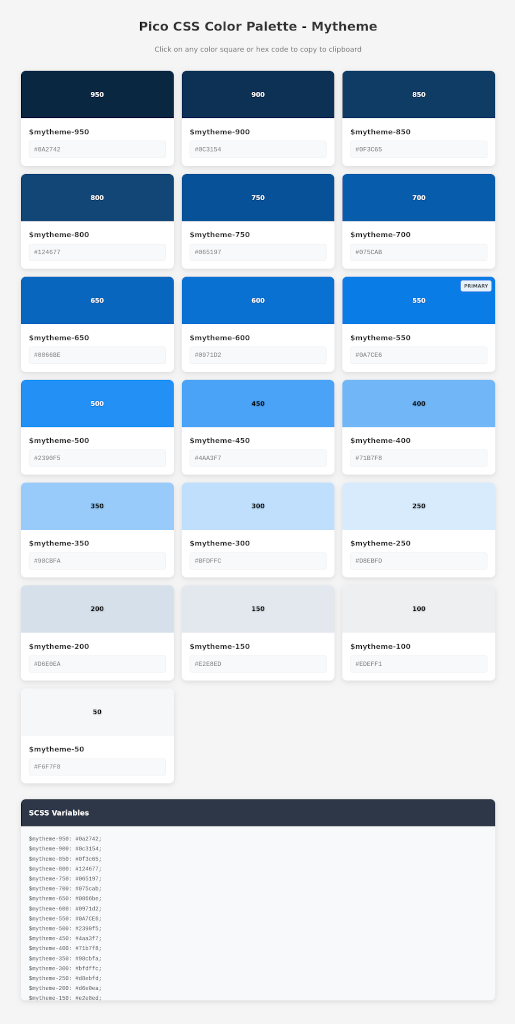 Pico CSS Color Palette - Mytheme
Click on any color square or hex code to copy to clipboard
950
900
850
$mytheme-950
$mytheme-900
$mytheme-850
#0A2742
#0C3154
#0F3C65
800
750
700
$mytheme-800
$mytheme-750
$mytheme-700
#124677
#065197
#075CAB
650
600
PRIMARY
550
$mytheme-650
$mytheme-600
$mytheme-550
#0866BE
#0971D2
#0A7CE6
500
450
400
$mytheme-500
$mytheme-450
$mytheme-400
#2390F5
#4AA3F7
#71B7F8
350
300
250
$mytheme-350
$mytheme-300
$mytheme-250
#98CBFA
#BFDFFC
#D8EBFD
200
150
100
$mytheme-200
$mytheme-150
$mytheme-100
#D6E0EA
#E2E8ED
#EDEFF1
50
$mytheme-50
#F6F7F9
SCSS Variables
$mytheme-950: #0a2742;
$mytheme-900: #0c3154;
$mytheme-850: #0f3c65;
$mytheme-800: #124677;
$mytheme-750: #065197;
$mytheme-700: #075cab;
$mytheme-650: #0866be;
$mytheme-600: #0971d2;
$mytheme-550: #0A7CE6;
$mytheme-500: #2390f5;
$mytheme-450: #4aa3f7;
$mytheme-400: #71b7f8;
$mytheme-350: #98cbfa;
$mytheme-300: #bfdffc;
$mytheme-250: #d8ebfd;
$mytheme-200: #d6e0ea;
$mytheme-150: #e2e8ed;